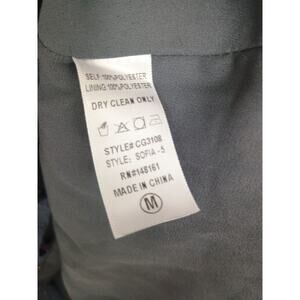 SELF:100%POLYESTER
LINING:100%POLYESTER
DRY CLEAN ONLY
STYLE# CG3108
STYLE: SOFIA - 5
RN#148161
MADE IN CHINA
M